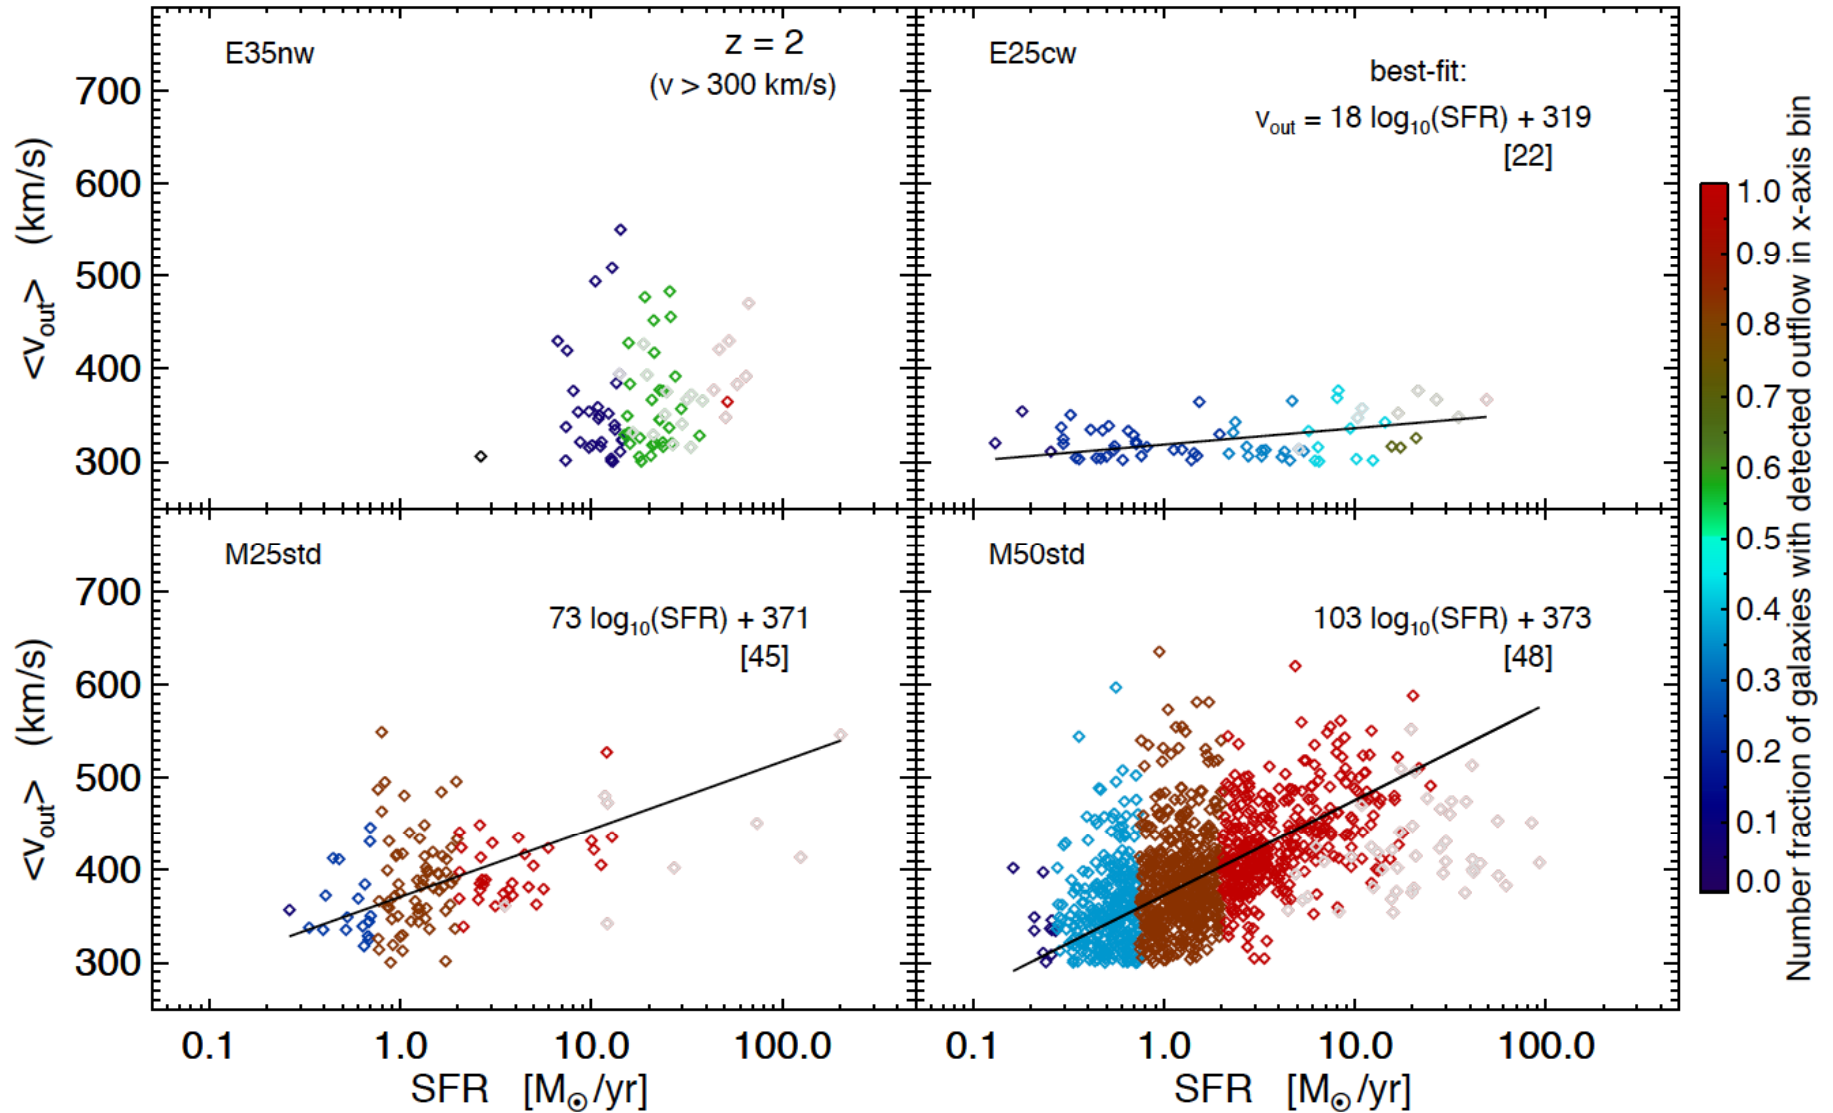 E35nw
z = 2
(v > 300 km/s)
E25cw
best-fit:
v_out = 18 log₁₀(SFR) + 319
[22]
700
600
500
400
300
<v_out> (km/s)
M25std
73 log₁₀(SFR) + 371
[45]
M50std
103 log₁₀(SFR) + 373
[48]
700
600
500
400
300
<v_out> (km/s)
0.1 1.0 10.0 100.0
0.1 1.0 10.0 100.0
SFR [M⊙/yr]
SFR [M⊙/yr]
1.0
0.9
0.8
0.7
0.6
0.5
0.4
0.3
0.2
0.1
0.0
Number fraction of galaxies with detected outflow in x-axis bin